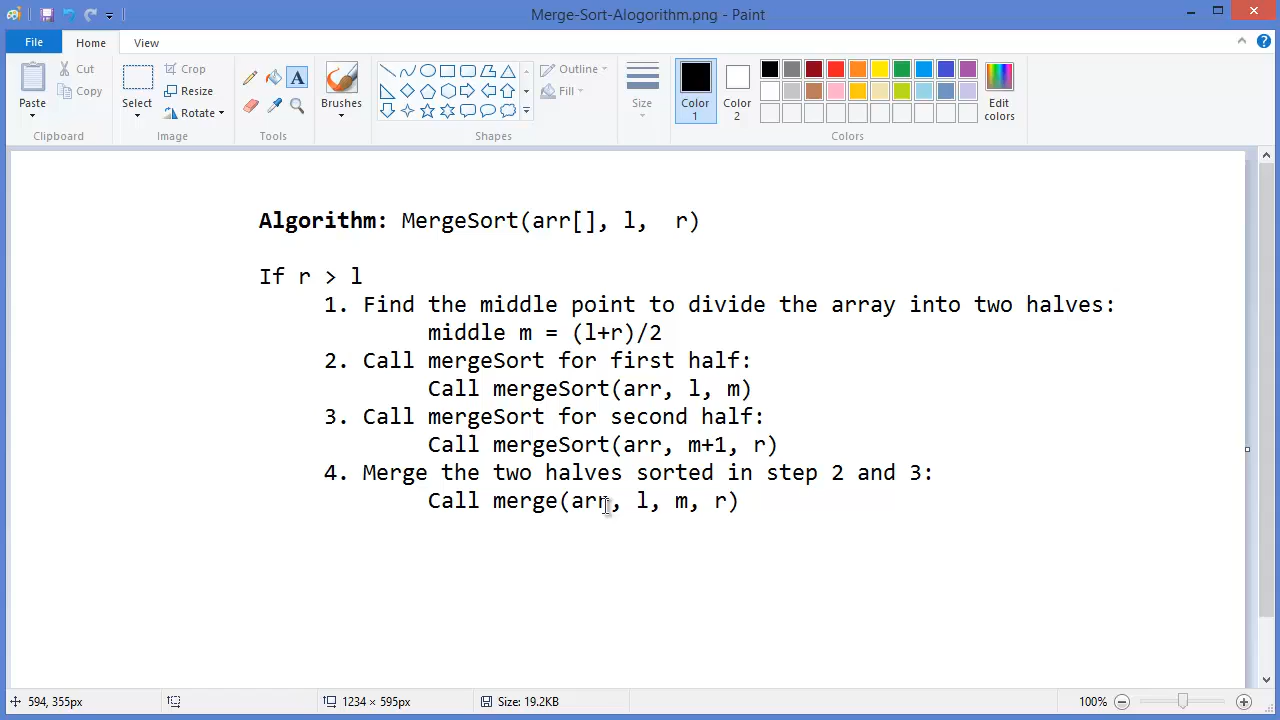 Merge-Sort-Alogorithm.png - Paint
File Home View
Paste
Cut
Copy
Clipboard
Select
Crop
Resize
Rotate
Image
A
Tools
Brushes
Outline
Fill
Shapes
Size
Color 1
Color 2
Edit colors
Colors
Algorithm: MergeSort(arr[], l, r)
If r > l
1. Find the middle point to divide the array into two halves:
middle m = (l+r)/2
2. Call mergeSort for first half:
Call mergeSort(arr, l, m)
3. Call mergeSort for second half:
Call mergeSort(arr, m+1, r)
4. Merge the two halves sorted in step 2 and 3:
Call merge(arr, l, m, r)
594, 355px 1234 × 595px Size: 19.2KB 100%